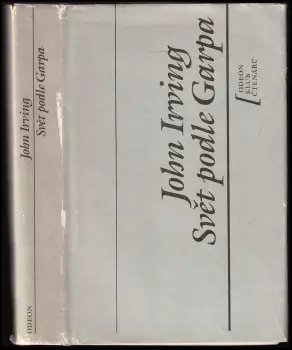 John Irving
Svět podle Garpa
ODEON
John Irving
Svět podle Garpa
ODEON
KLUB
ČTENÁŘŮ